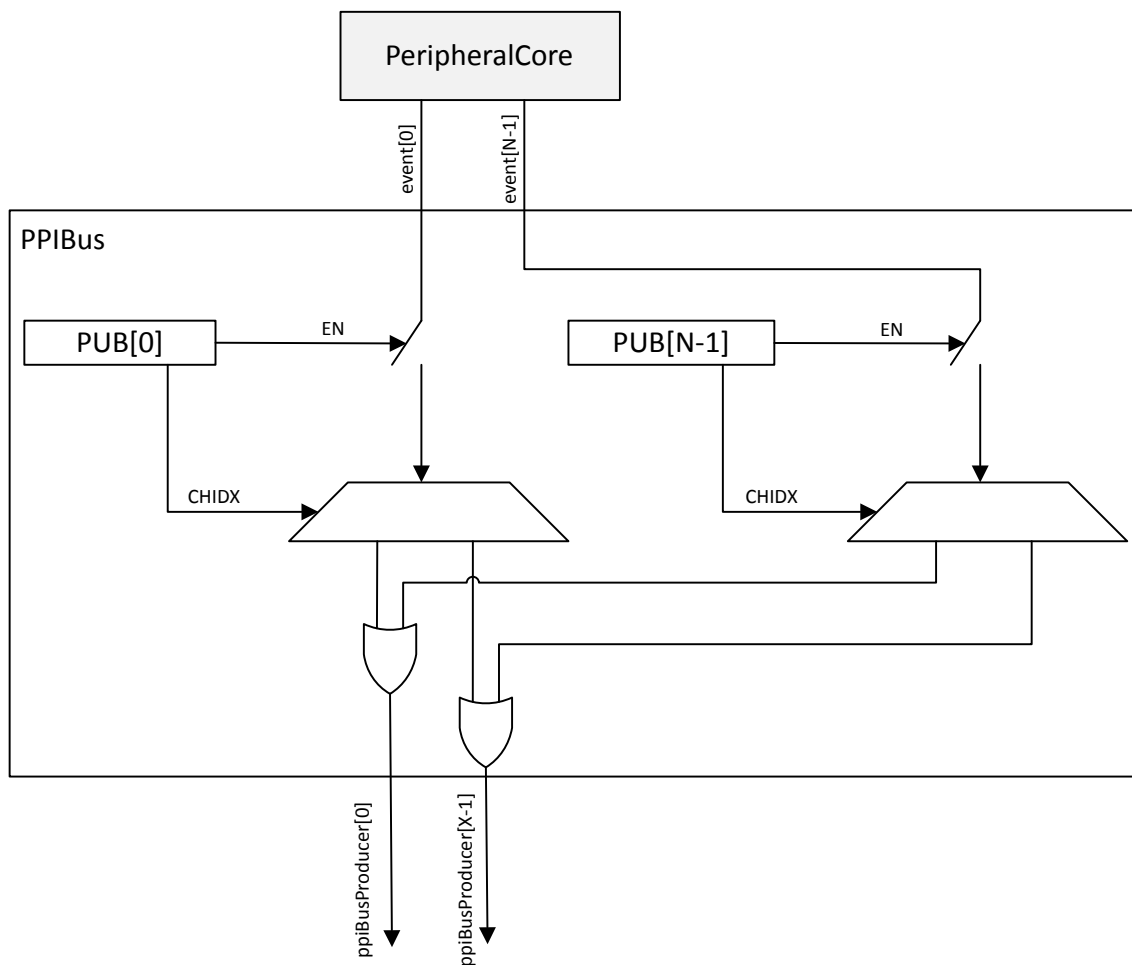 PeripheralCore
event[0]
event[N-1]
PPIBus
PUB[0]
EN
PUB[N-1]
EN
CHIDX
CHIDX
ppiBusProducer[0]
ppiBusProducer[X-1]